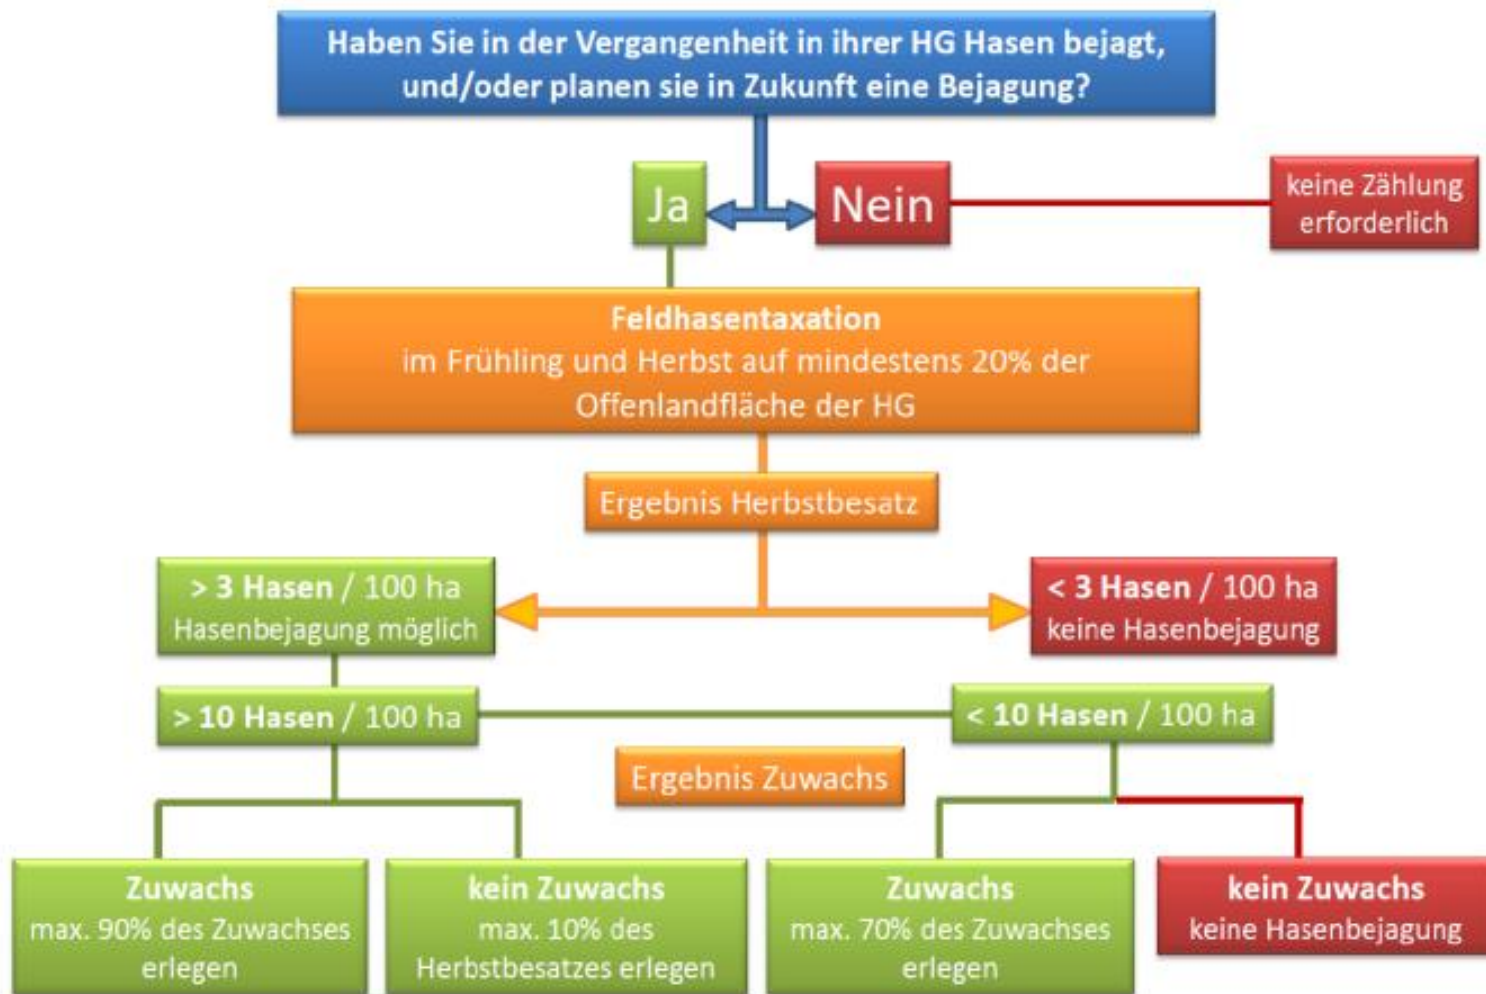 Haben Sie in der Vergangenheit in ihrer HG Hasen bejagt,
und/oder planen sie in Zukunft eine Bejagung?
Ja
Nein
keine Zählung
erforderlich
Feldhasentaxation
im Frühling und Herbst auf mindestens 20% der
Offenlandfläche der HG
Ergebnis Herbstbesatz
> 3 Hasen / 100 ha
Hasenbejagung möglich
< 3 Hasen / 100 ha
keine Hasenbejagung
> 10 Hasen / 100 ha
< 10 Hasen / 100 ha
Ergebnis Zuwachs
Zuwachs
max. 90% des Zuwachses
erlegen
kein Zuwachs
max. 10% des
Herbstbesatzes erlegen
Zuwachs
max. 70% des Zuwachses
erlegen
kein Zuwachs
keine Hasenbejagung